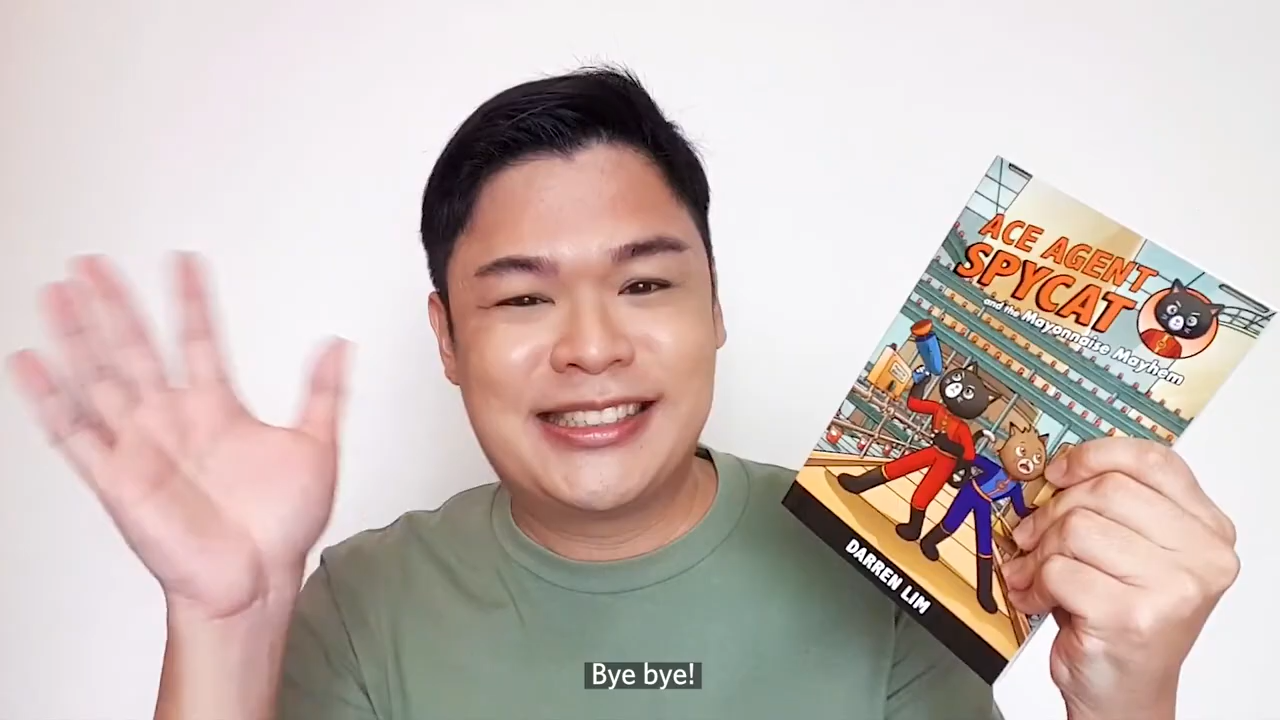 ACE AGENT
SPYCAT
and the Mayonnaise Mayhem
DARREN LIM
Bye bye!